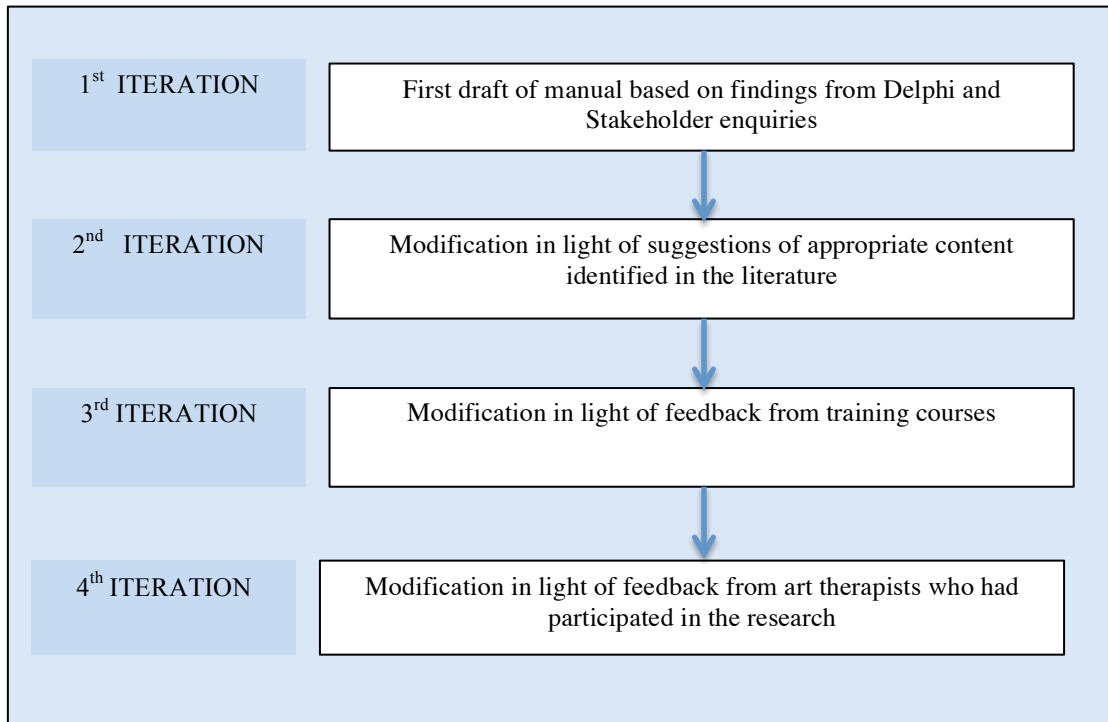 1st ITERATION
First draft of manual based on findings from Delphi and
Stakeholder enquiries
2nd ITERATION
Modification in light of suggestions of appropriate content
identified in the literature
3rd ITERATION
Modification in light of feedback from training courses
4th ITERATION
Modification in light of feedback from art therapists who had
participated in the research